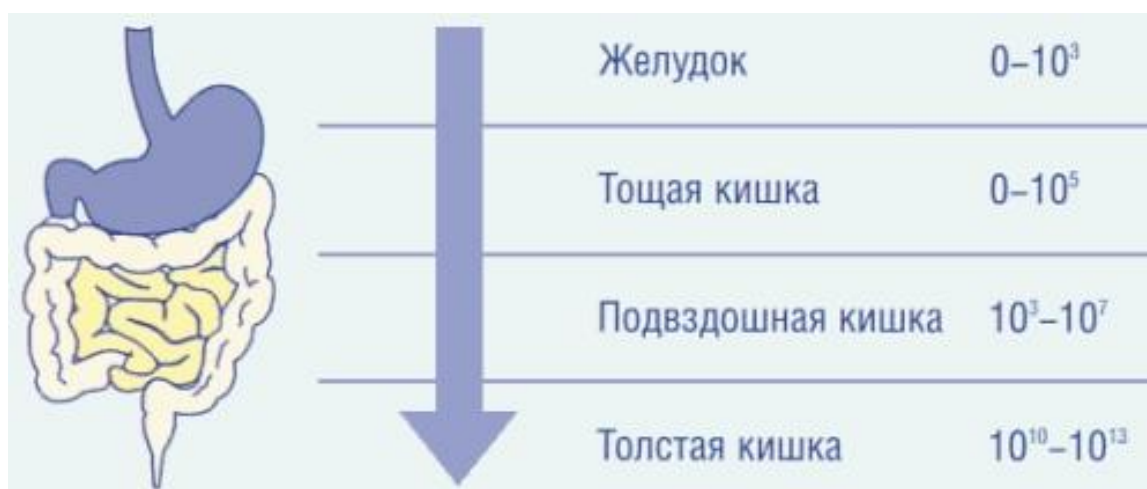 Желудок 0–10³
Тощая кишка 0–10⁵
Подвздошная кишка 10³–10⁷
Толстая кишка 10¹⁰–10¹³